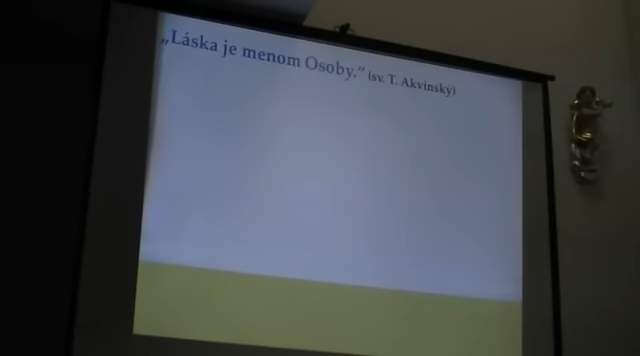 „Láska je menom Osoby.“ (sv. T. Akvinský)